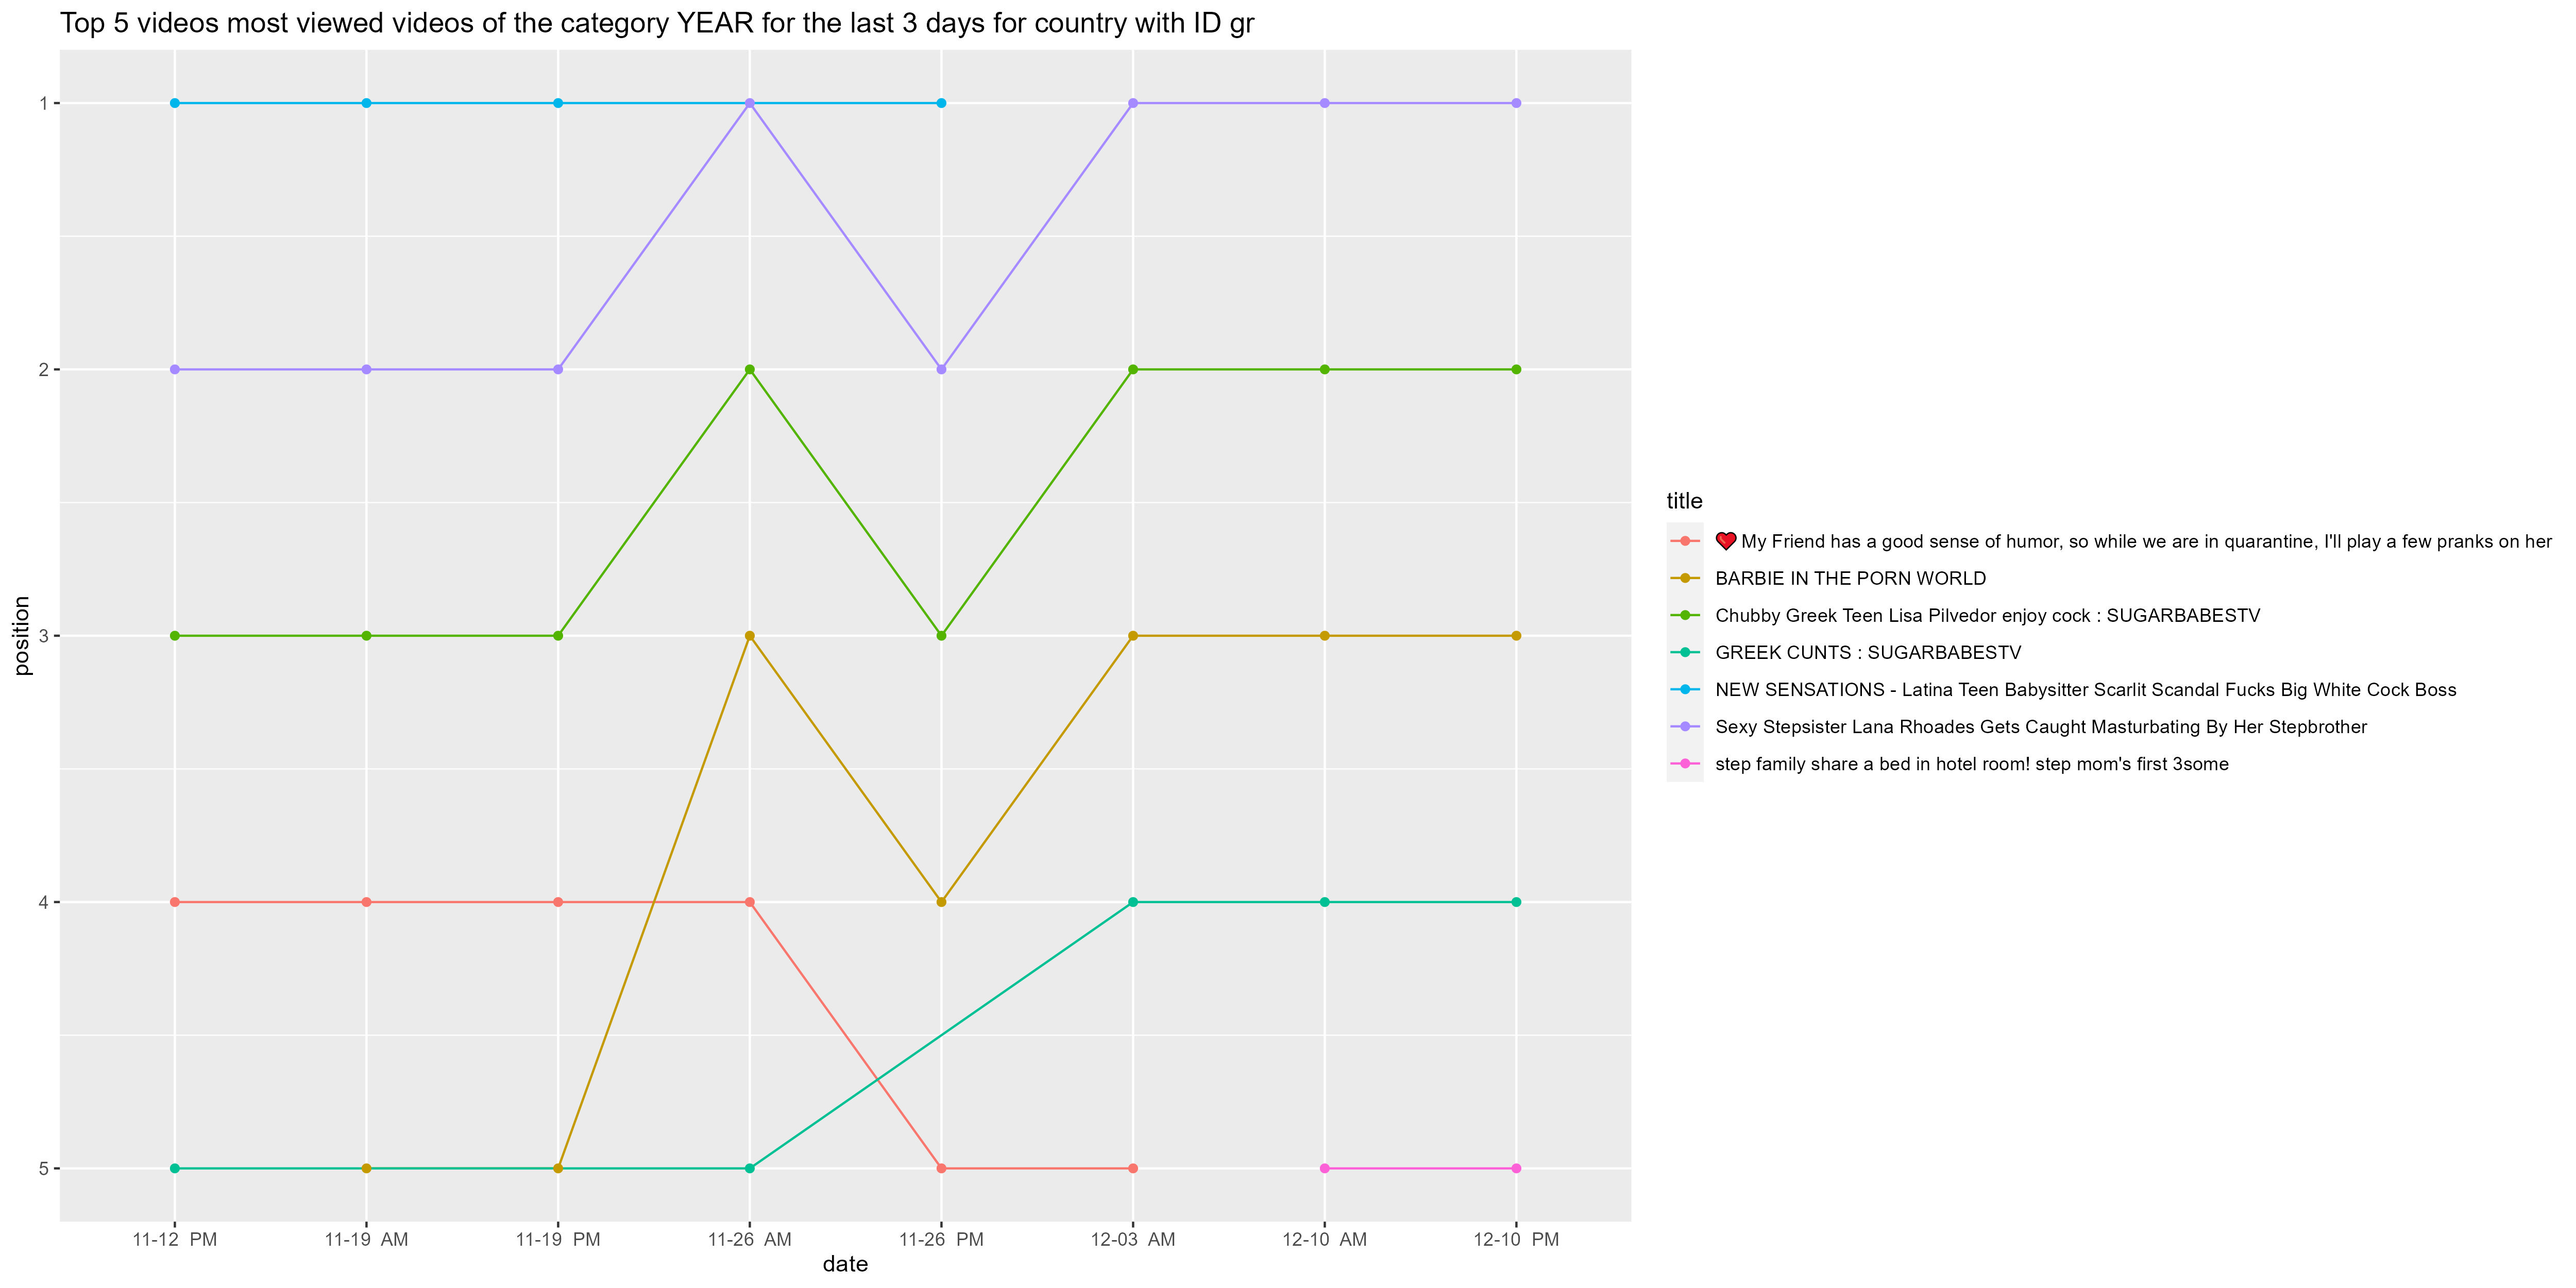 Top 5 videos most viewed videos of the category YEAR for the last 3 days for country with ID gr
1
2
3
4
5
position
11-12 PM
11-19 AM
11-19 PM
11-26 AM
11-26 PM
12-03 AM
12-10 AM
12-10 PM
date
title
❤ My Friend has a good sense of humor, so while we are in quarantine, I'll play a few pranks on her
BARBIE IN THE PORN WORLD
Chubby Greek Teen Lisa Pilvedor enjoy cock : SUGARBABESTV
GREEK CUNTS : SUGARBABESTV
NEW SENSATIONS - Latina Teen Babysitter Scarlit Scandal Fucks Big White Cock Boss
Sexy Stepsister Lana Rhoades Gets Caught Masturbating By Her Stepbrother
step family share a bed in hotel room! step mom's first 3some